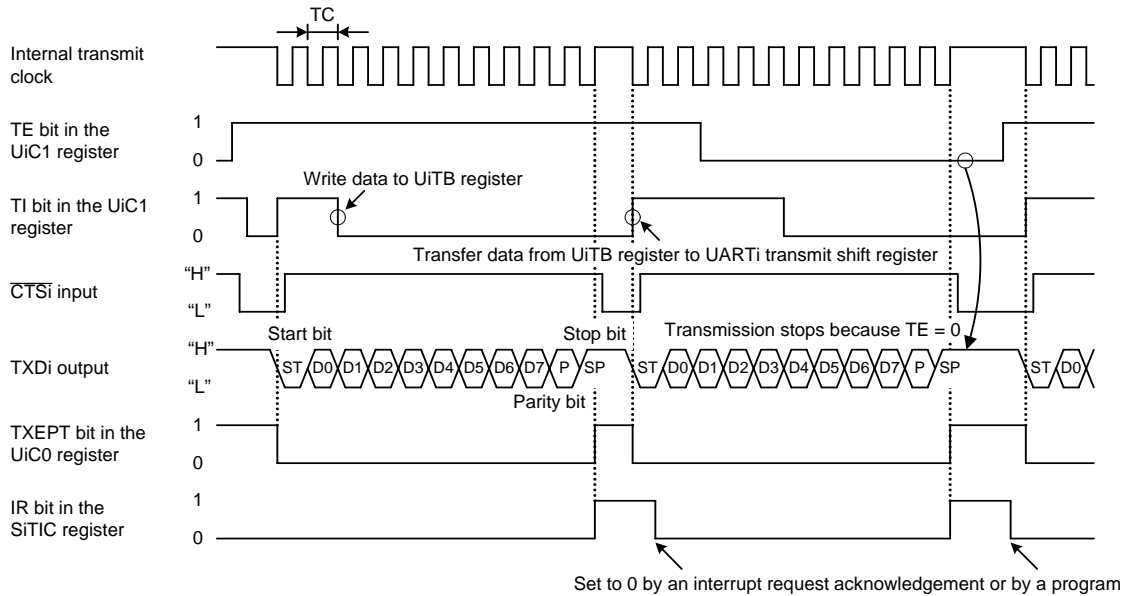 TC
Internal transmit
clock
TE bit in the
UiC1 register
1
0
Write data to UiTB register
TI bit in the UiC1
register
1
0
Transfer data from UiTB register to UARTi transmit shift register
CTSi input
“H”
“L”
Start bit
Stop bit
Transmission stops because TE = 0
TXDi output
“H”
“L”
ST D0 D1 D2 D3 D4 D5 D6 D7 P SP ST D0 D1 D2 D3 D4 D5 D6 D7 P SP ST D0
Parity bit
TXEPT bit in the
UiC0 register
1
0
IR bit in the
SiTIC register
1
0
Set to 0 by an interrupt request acknowledgement or by a program